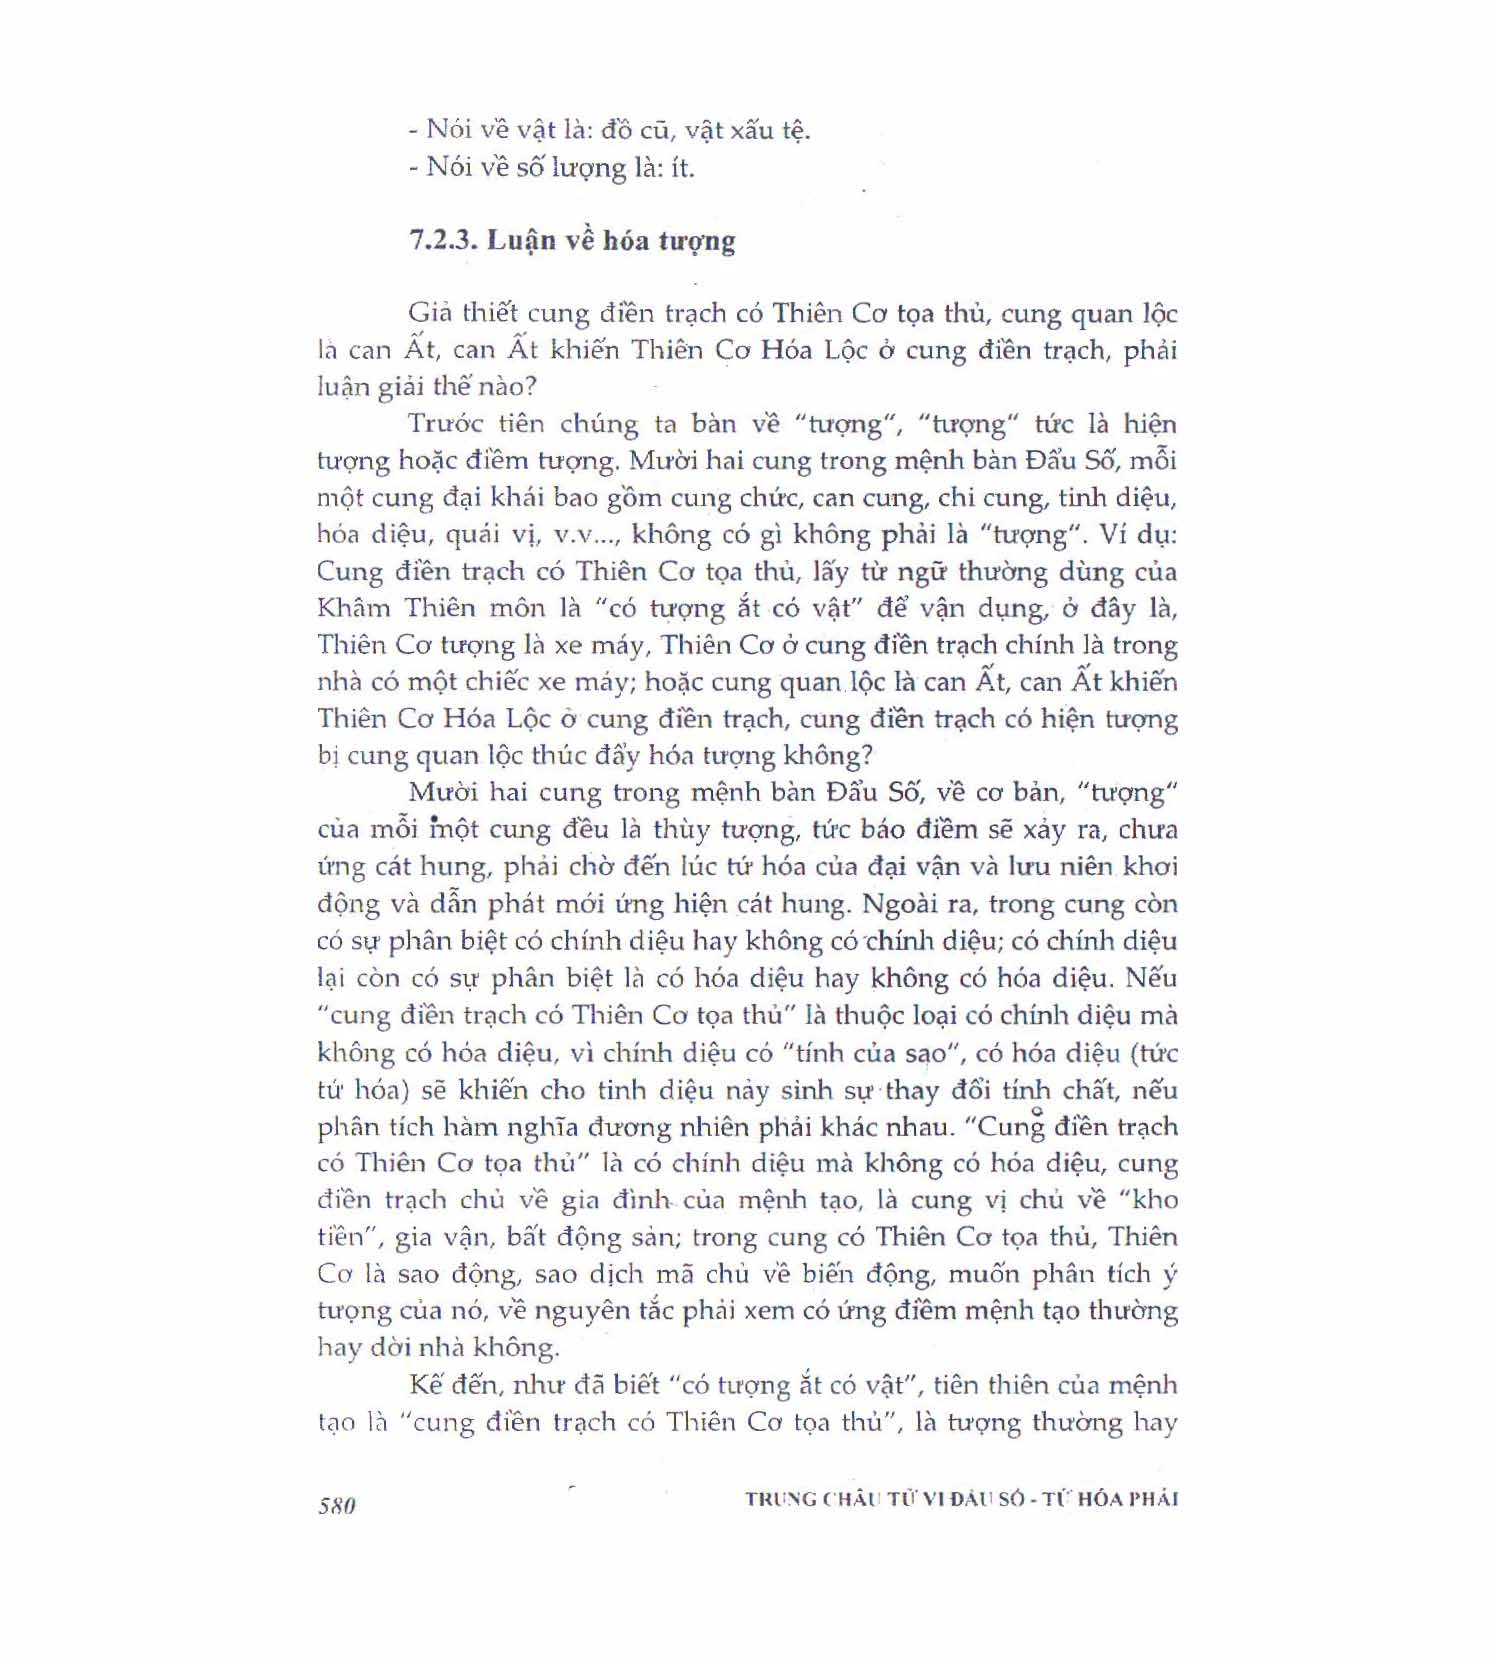 - Nói về vật là: đồ cũ, vật xấu tệ.
- Nói về số lượng là: ít.
7.2.3. Luận về hóa tượng
Giả thiết cung điền trạch có Thiên Cơ tọa thủ, cung quan lộc
là can Ất, can Ất khiến Thiên Cơ Hóa Lộc ở cung điền trạch, phải
luận giải thế nào?
Trước tiên chúng ta bàn về "tượng", "tượng" tức là hiện
tượng hoặc điềm tượng. Mười hai cung trong mệnh bàn Đẩu Số, mỗi
một cung đại khái bao gồm cung chức, can cung, chi cung, tinh diệu,
hóa diệu, quái vị, v.v..., không có gì không phải là "tượng". Ví dụ:
Cung điền trạch có Thiên Cơ tọa thủ, lấy từ ngữ thường dùng của
Khâm Thiên môn là "có tượng ắt có vật" để vận dụng, ở đây là,
Thiên Cơ tượng là xe máy, Thiên Cơ ở cung điền trạch chính là trong
nhà có một chiếc xe máy; hoặc cung quan lộc là can Ất, can Ất khiến
Thiên Cơ Hóa Lộc ở cung điền trạch, cung điền trạch có hiện tượng
bị cung quan lộc thúc đẩy hóa tượng không?
Mười hai cung trong mệnh bàn Đẩu Số, về cơ bản, "tượng"
của mỗi một cung đều là thùy tượng, tức báo điềm sẽ xảy ra, chưa
ứng cát hung, phải chờ đến lúc tứ hóa của đại vận và lưu niên khơi
động và dẫn phát mới ứng hiện cát hung. Ngoài ra, trong cung còn
có sự phân biệt có chính diệu hay không có chính diệu; có chính diệu
lại còn có sự phân biệt là có hóa diệu hay không có hóa diệu. Nếu
"cung điền trạch có Thiên Cơ tọa thủ" là thuộc loại có chính diệu mà
không có hóa diệu, vì chính diệu có "tính của sao", có hóa diệu (tức
tứ hóa) sẽ khiến cho tinh diệu nảy sinh sự thay đổi tính chất, nếu
phân tích hàm nghĩa đương nhiên phải khác nhau. "Cung điền trạch
có Thiên Cơ tọa thủ" là có chính diệu mà không có hóa diệu, cung
điền trạch chủ về gia đình của mệnh tạo, là cung vị chủ về "kho
tiền", gia vận, bất động sản; trong cung có Thiên Cơ tọa thủ, Thiên
Cơ là sao động, sao dịch mã chủ về biến động, muốn phân tích ý
tượng của nó, về nguyên tắc phải xem có ứng điềm mệnh tạo thường
hay dời nhà không.
Kế đến, như đã biết "có tượng ắt có vật", tiên thiên của mệnh
tạo là "cung điền trạch có Thiên Cơ tọa thủ", là tượng thường hay
580
TRUNG CHÂU TỬ VI ĐẨU SỐ - TỨ HÓA PHÁI